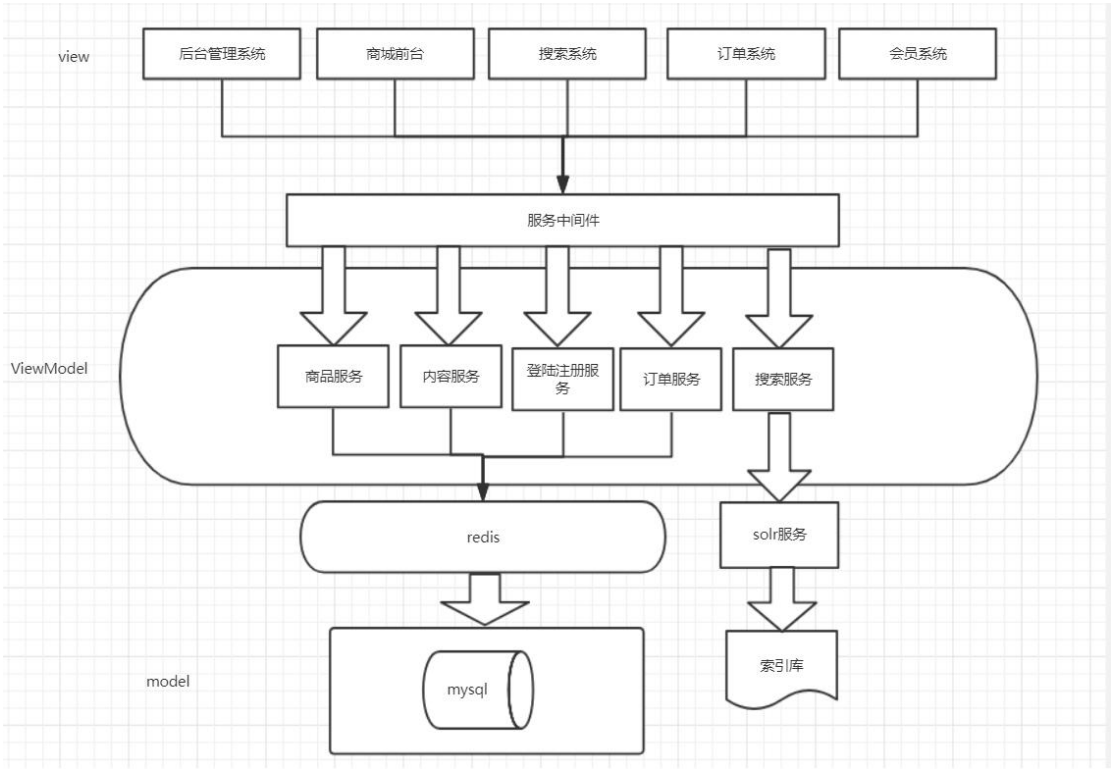 view
后台管理系统
商城前台
搜索系统
订单系统
会员系统
服务中间件
ViewModel
商品服务
内容服务
登陆注册服
务
订单服务
搜索服务
redis
solr服务
model
mysql
索引库